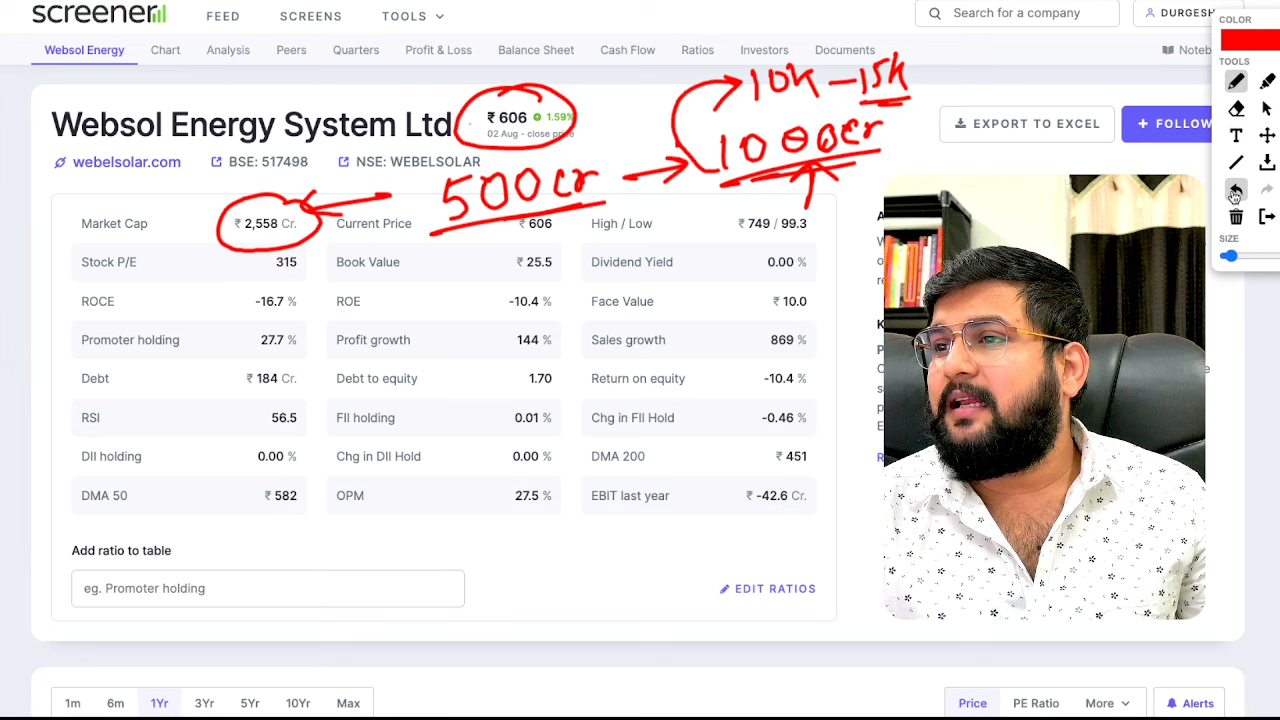 screener
FEED
SCREENS
TOOLS
Search for a company
DURGESH
COLOR
Websol Energy
Chart
Analysis
Peers
Quarters
Profit & Loss
Balance Sheet
Cash Flow
Ratios
Investors
Documents
TOOLS
10k - 15k
Websol Energy System Ltd
₹ 606 1.59%
02 Aug - close price
1000cr
EXPORT TO EXCEL
+ FOLLOW
T
webelsolar.com
BSE: 517498
NSE: WEBELSOLAR
500cr
SIZE
Market Cap ₹ 2,558 Cr.
Current Price ₹ 606
High / Low ₹ 749 / 99.3
Stock P/E 315
Book Value ₹ 25.5
Dividend Yield 0.00 %
ROCE -16.7 %
ROE -10.4 %
Face Value ₹ 10.0
Promoter holding 27.7 %
Profit growth 144 %
Sales growth 869 %
Debt ₹ 184 Cr.
Debt to equity 1.70
Return on equity -10.4 %
RSI 56.5
FII holding 0.01 %
Chg in FII Hold -0.46 %
DII holding 0.00 %
Chg in DII Hold 0.00 %
DMA 200 ₹ 451
DMA 50 ₹ 582
OPM 27.5 %
EBIT last year ₹ -42.6 Cr.
Add ratio to table
eg. Promoter holding
EDIT RATIOS
1m
6m
1Yr
3Yr
5Yr
10Yr
Max
Price
PE Ratio
More
Alerts